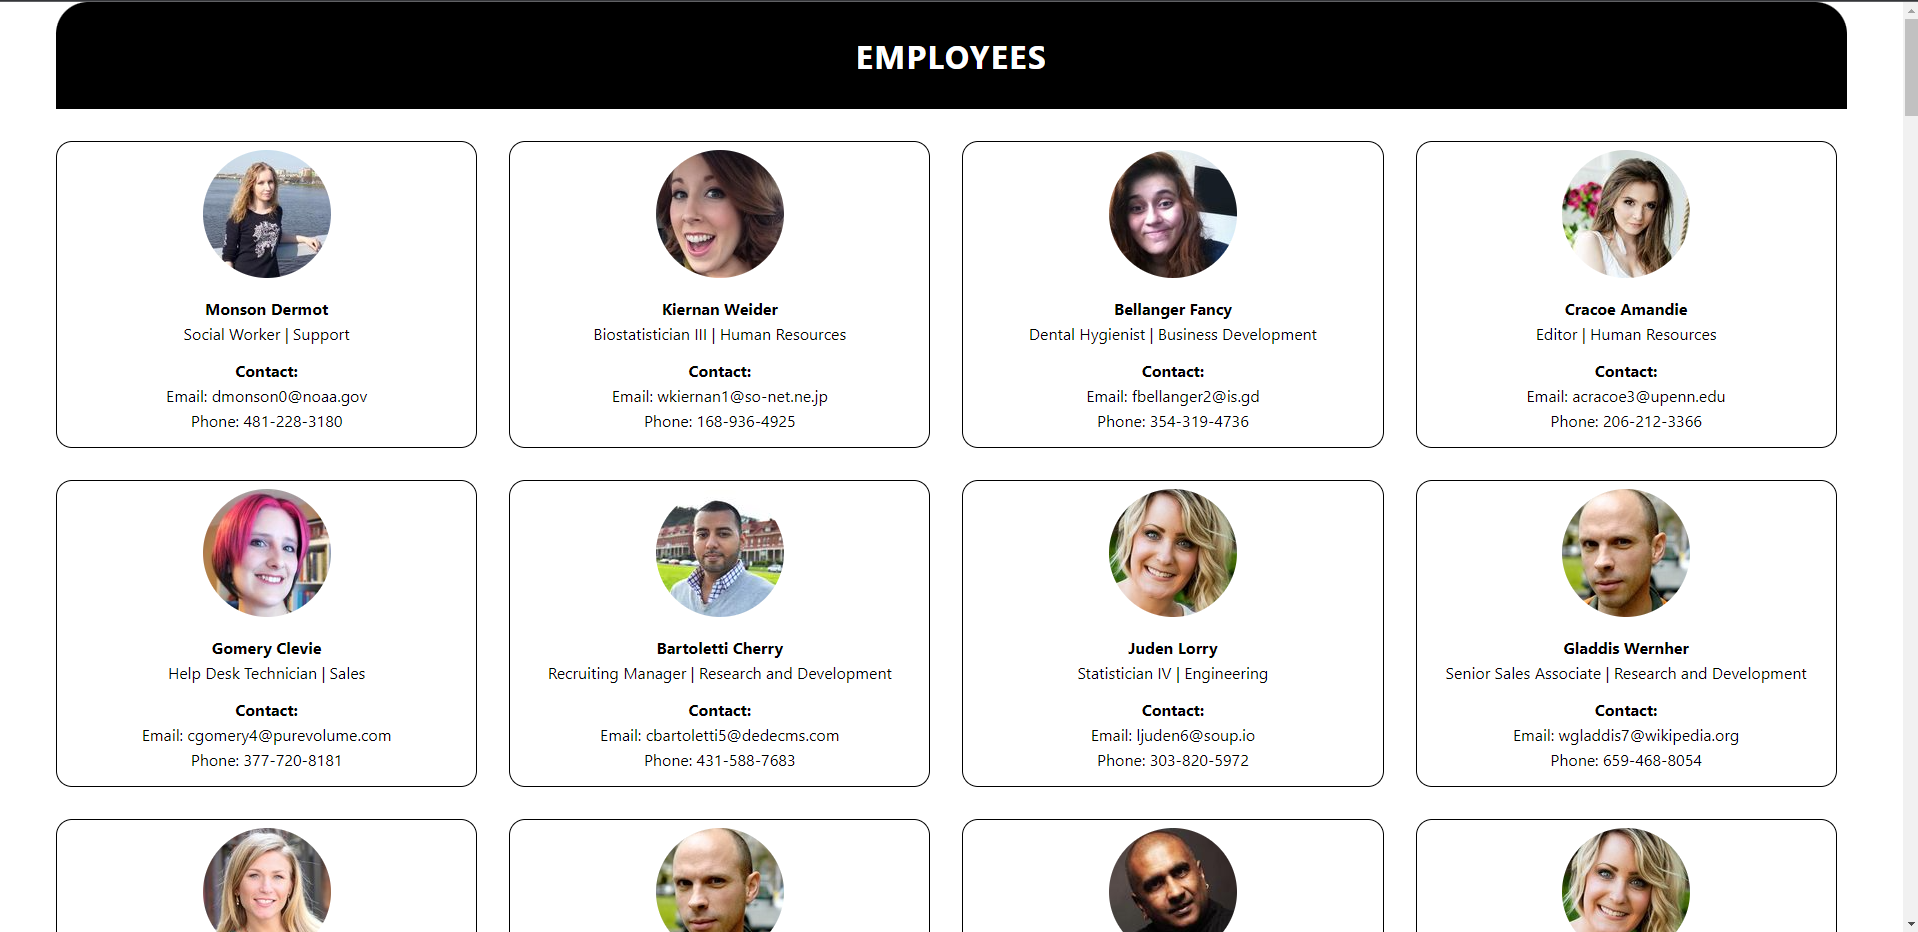 EMPLOYEES
Monson Dermot
Social Worker | Support
Contact:
Email: dmonson0@noaa.gov
Phone: 481-228-3180
Kiernan Weider
Biostatistician III | Human Resources
Contact:
Email: wkiernan1@so-net.ne.jp
Phone: 168-936-4925
Bellanger Fancy
Dental Hygienist | Business Development
Contact:
Email: fbellanger2@is.gd
Phone: 354-319-4736
Cracoe Amandie
Editor | Human Resources
Contact:
Email: acracoe3@upenn.edu
Phone: 206-212-3366
Gomery Clevie
Help Desk Technician | Sales
Contact:
Email: cgomery4@purevolume.com
Phone: 377-720-8181
Bartoletti Cherry
Recruiting Manager | Research and Development
Contact:
Email: cbartoletti5@dedecms.com
Phone: 431-588-7683
Juden Lorry
Statistician IV | Engineering
Contact:
Email: ljuden6@soup.io
Phone: 303-820-5972
Gladdis Wernher
Senior Sales Associate | Research and Development
Contact:
Email: wgladdis7@wikipedia.org
Phone: 659-468-8054